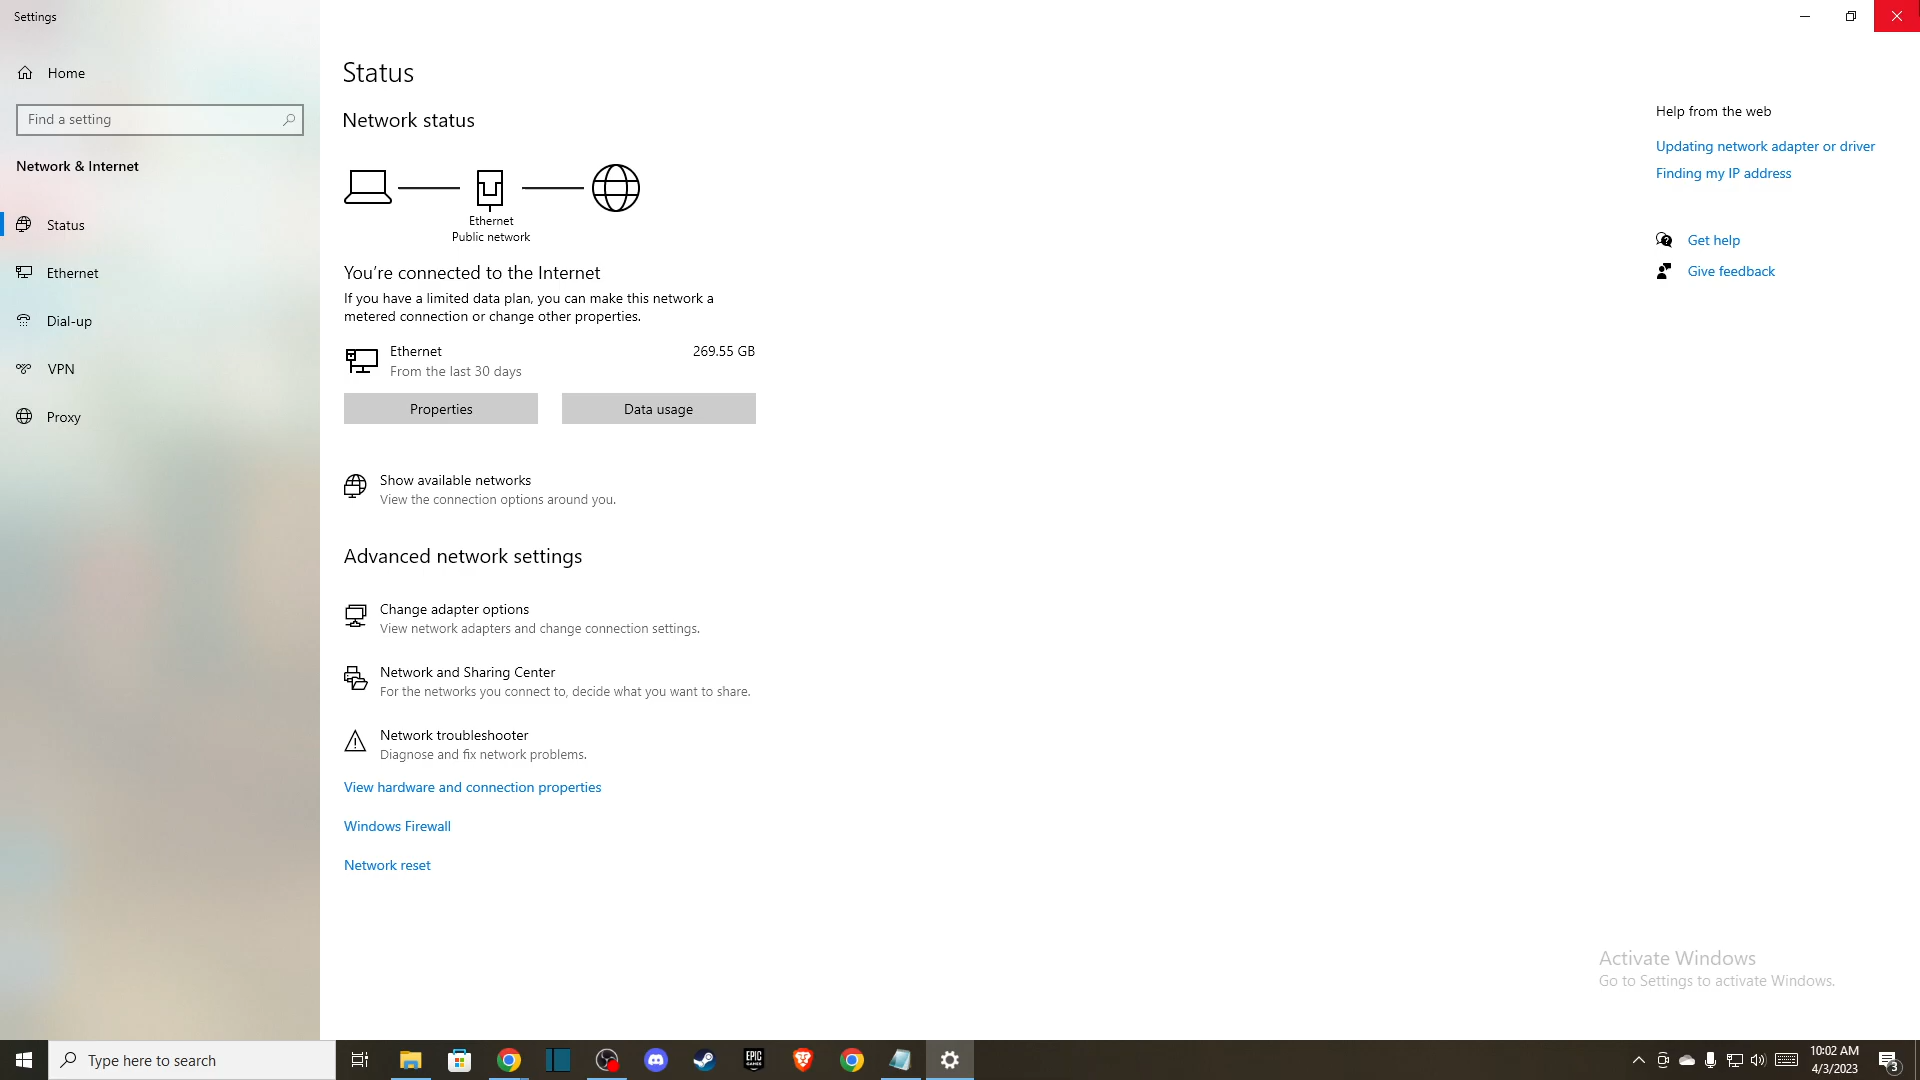 Settings
Home
Find a setting
Network & Internet
Status
Ethernet
Dial-up
VPN
Proxy
Status
Network status
Ethernet
Public network
You're connected to the Internet
If you have a limited data plan, you can make this network a
metered connection or change other properties.
Ethernet 269.55 GB
From the last 30 days
Properties Data usage
Show available networks
View the connection options around you.
Advanced network settings
Change adapter options
View network adapters and change connection settings.
Network and Sharing Center
For the networks you connect to, decide what you want to share.
Network troubleshooter
Diagnose and fix network problems.
View hardware and connection properties
Windows Firewall
Network reset
Help from the web
Updating network adapter or driver
Finding my IP address
Get help
Give feedback
Activate Windows
Go to Settings to activate Windows.
Type here to search
EPIC
GAMES
10:02 AM
4/3/2023
3